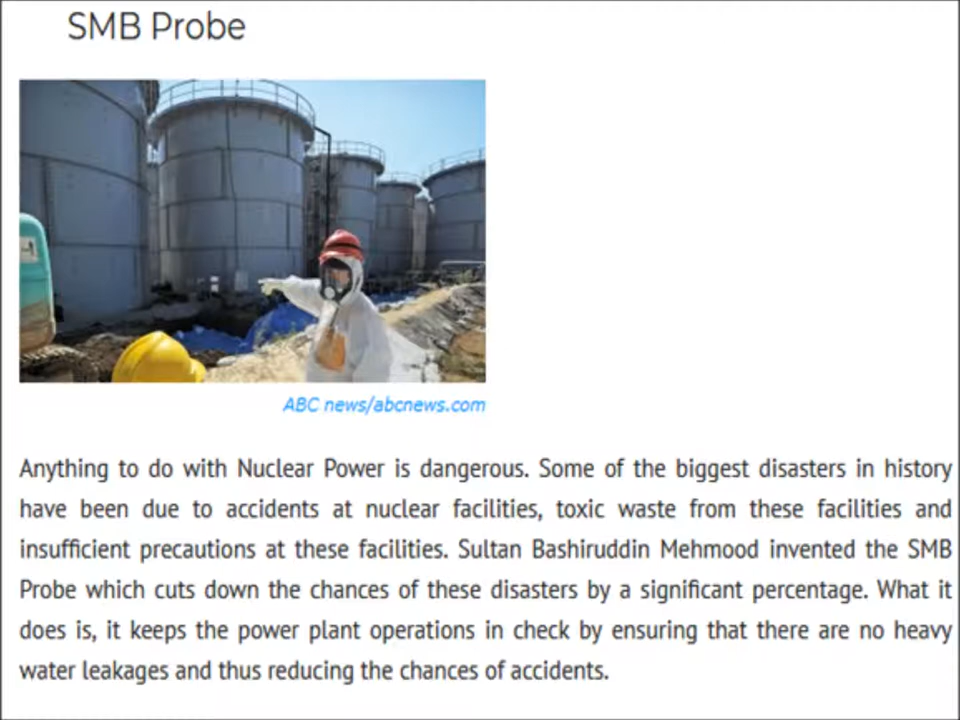 SMB Probe
ABC news/abcnews.com
Anything to do with Nuclear Power is dangerous. Some of the biggest disasters in history
have been due to accidents at nuclear facilities, toxic waste from these facilities and
insufficient precautions at these facilities. Sultan Bashiruddin Mehmood invented the SMB
Probe which cuts down the chances of these disasters by a significant percentage. What it
does is, it keeps the power plant operations in check by ensuring that there are no heavy
water leakages and thus reducing the chances of accidents.